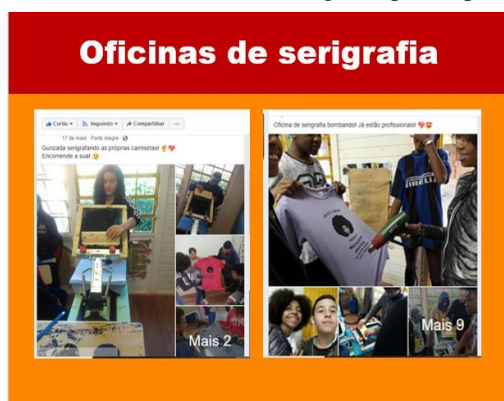 Oficinas de serigrafia
Curtiu Seguindo Compartilhar
17 de maio · Porto Alegre
Gurizada serigrafando as próprias camisetas!
Encomende a sua!
Mais 2
Oficina de serigrafia bombando! Já estão profissionais!
PIRELLI
Mais 9